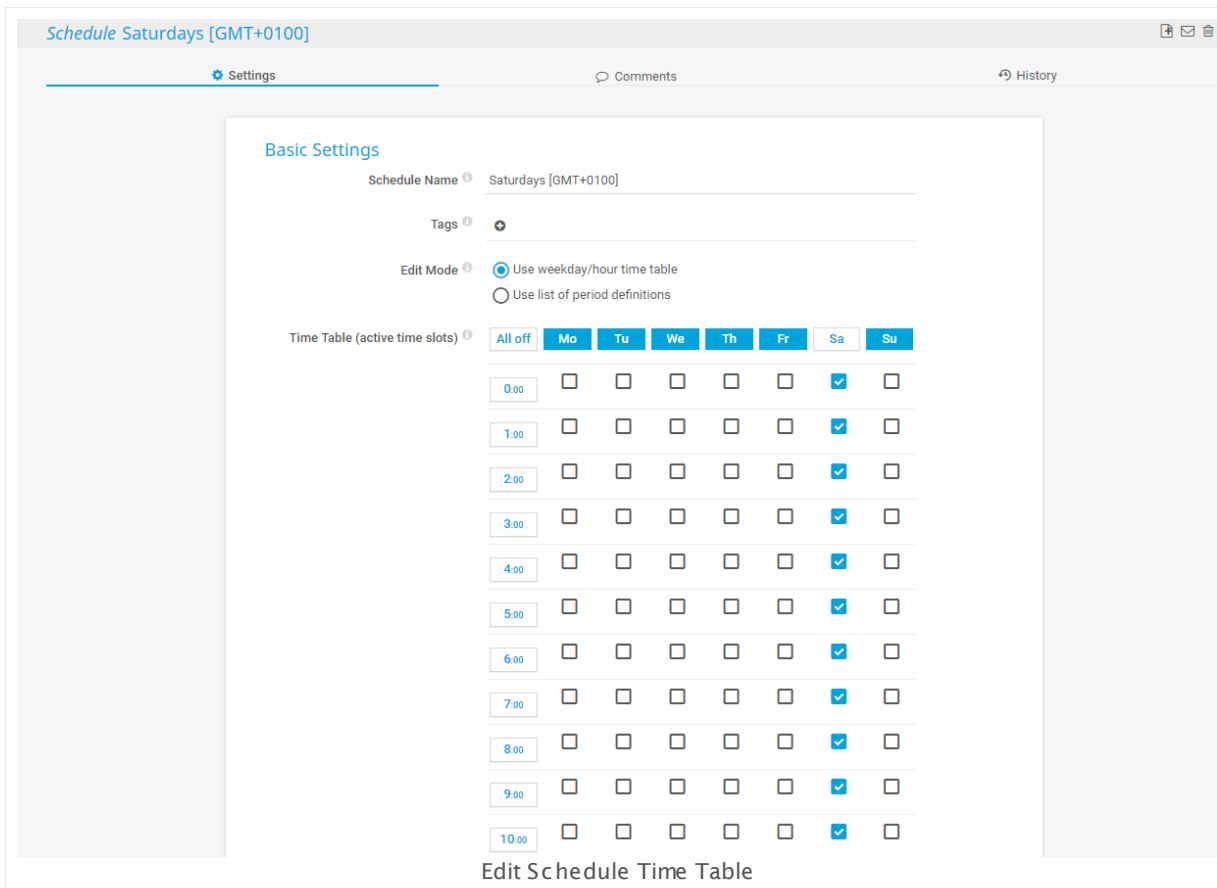 Schedule Saturdays [GMT+0100]
Settings
Comments
History
Basic Settings
Schedule Name
Saturdays [GMT+0100]
Tags
Edit Mode
Use weekday/hour time table
Use list of period definitions
Time Table (active time slots)
All off Mo Tu We Th Fr Sa Su
0:00
1:00
2:00
3:00
4:00
5:00
6:00
7:00
8:00
9:00
10:00
Edit Schedule Time Table